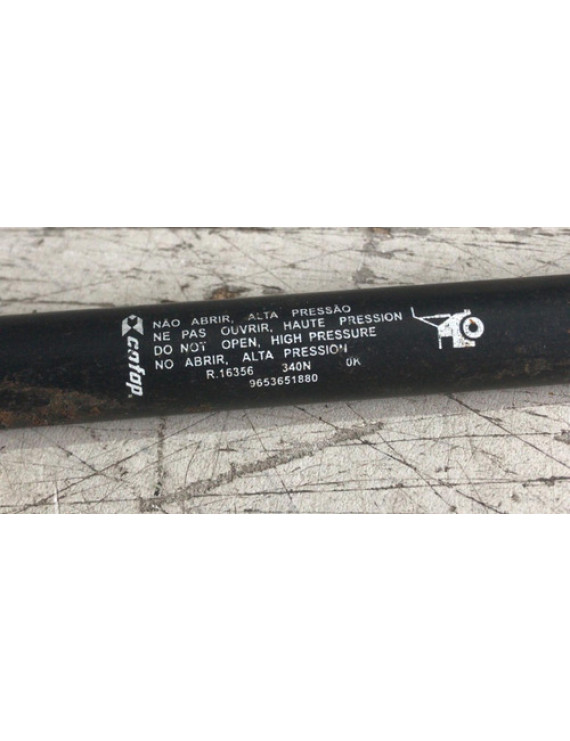 cofap
NÃO ABRIR, ALTA PRESSÃO
NE PAS OUVRIR, HAUTE PRESSION
DO NOT OPEN, HIGH PRESSURE
NO ABRIR, ALTA PRESSION
R.16356 340N 0K
9653651880